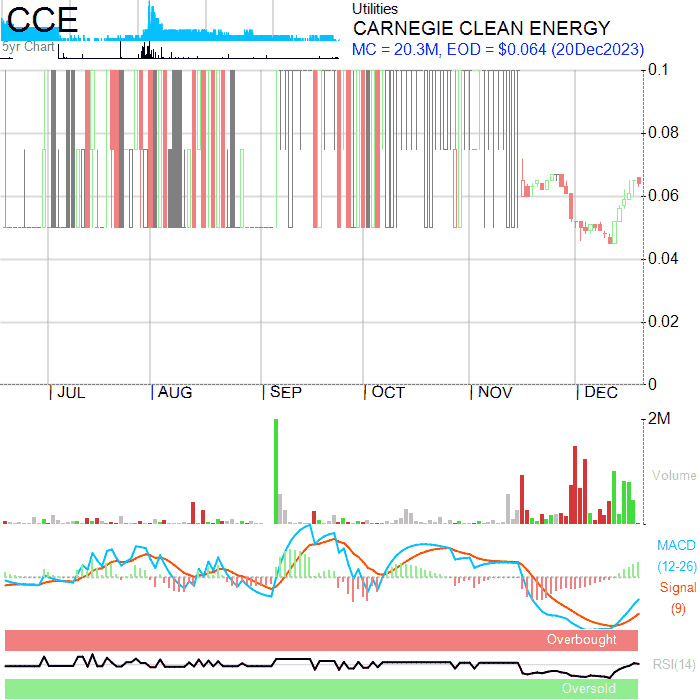 CCE
5yr Chart
Utilities
CARNEGIE CLEAN ENERGY
MC = 20.3M, EOD = $0.064 (20Dec2023)
0.1
0.08
0.06
0.04
0.02
0
JUL
AUG
SEP
OCT
NOV
DEC
2M
Volume
MACD
(12-26)
Signal
(9)
Overbought
RSI(14)
Oversold